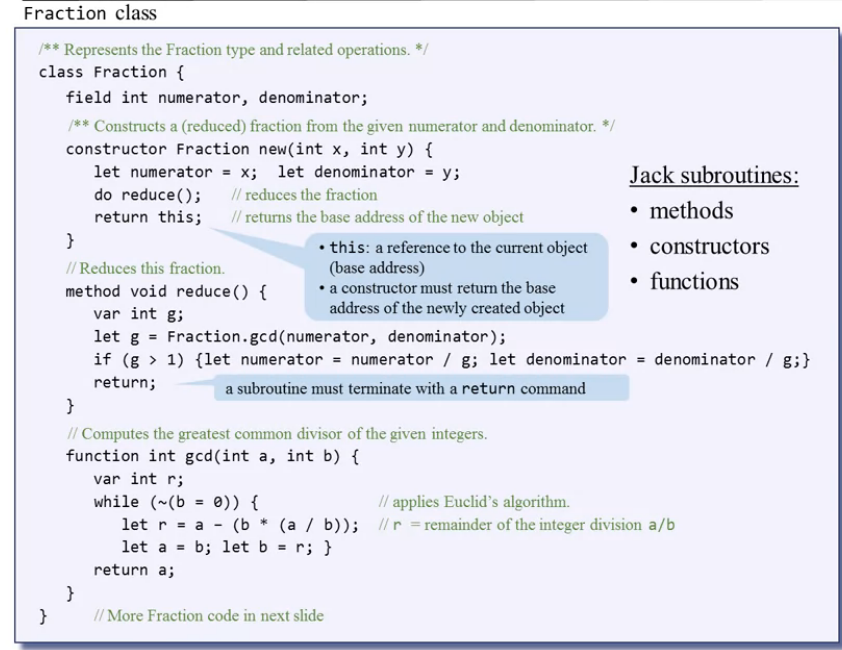 Fraction class
/** Represents the Fraction type and related operations. */
class Fraction {
field int numerator, denominator;
/** Constructs a (reduced) fraction from the given numerator and denominator. */
constructor Fraction new(int x, int y) {
let numerator = x;  let denominator = y;
do reduce();   // reduces the fraction
return this;   // returns the base address of the new object
}
• this: a reference to the current object
(base address)
• a constructor must return the base
address of the newly created object
Jack subroutines:
• methods
• constructors
• functions
// Reduces this fraction.
method void reduce() {
var int g;
let g = Fraction.gcd(numerator, denominator);
if (g > 1) {let numerator = numerator / g; let denominator = denominator / g;}
return;
a subroutine must terminate with a return command
}
// Computes the greatest common divisor of the given integers.
function int gcd(int a, int b) {
var int r;
while (~(b = 0)) {   // applies Euclid’s algorithm.
let r = a – (b * (a / b));   // r = remainder of the integer division a/b
let a = b; let b = r; }
return a;
}
}   // More Fraction code in next slide